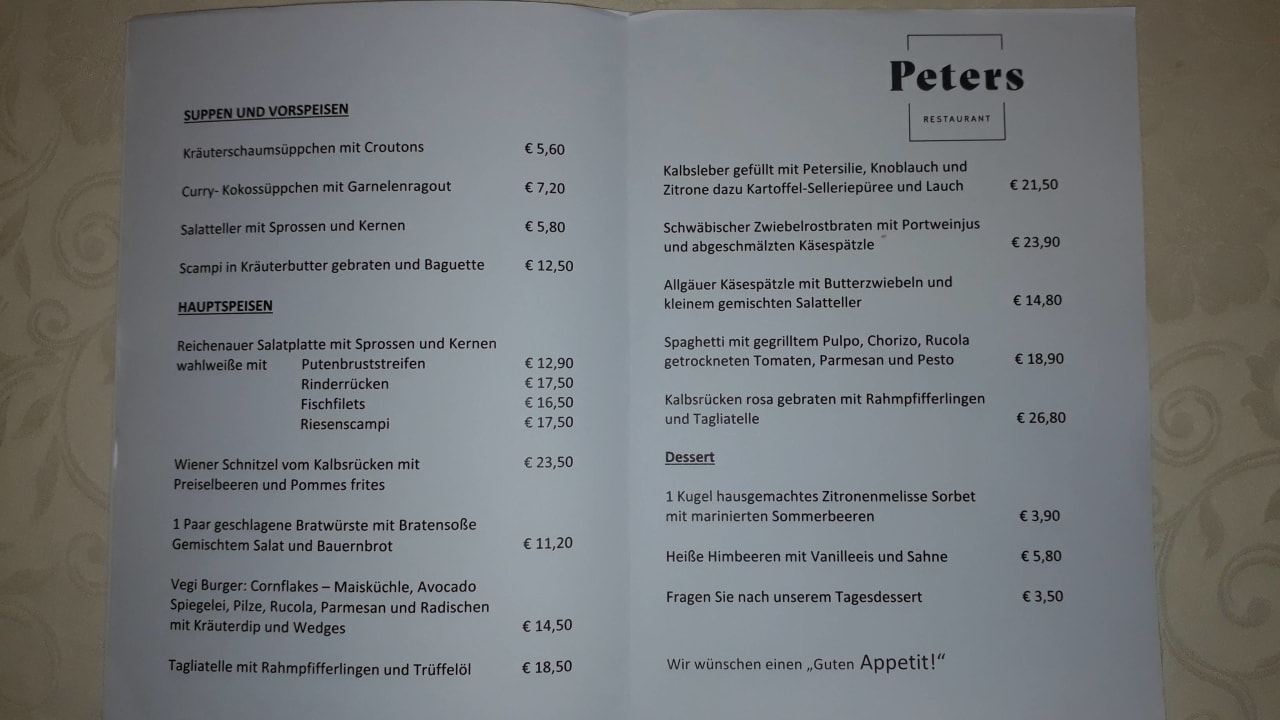 SUPPEN UND VORSPEISEN
Kräuterschaumsüppchen mit Croutons € 5,60
Curry- Kokossüppchen mit Garnelenragout € 7,20
Salatteller mit Sprossen und Kernen € 5,80
Scampi in Kräuterbutter gebraten und Baguette € 12,50
HAUPTSPEISEN
Reichenauer Salatplatte mit Sprossen und Kernen
wahlweiße mit Putenbruststreifen € 12,90
Rinderrücken € 17,50
Fischfilets € 16,50
Riesenscampi € 17,50
Wiener Schnitzel vom Kalbsrücken mit € 23,50
Preiselbeeren und Pommes frites
1 Paar geschlagene Bratwürste mit Bratensoße
Gemischtem Salat und Bauernbrot € 11,20
Vegi Burger: Cornflakes – Maisküchle, Avocado
Spiegelei, Pilze, Rucola, Parmesan und Radischen
mit Kräuterdip und Wedges € 14,50
Tagliatelle mit Rahmpfifferlingen und Trüffelöl € 18,50
Peters
RESTAURANT
Kalbsleber gefüllt mit Petersilie, Knoblauch und
Zitrone dazu Kartoffel-Selleriepüree und Lauch € 21,50
Schwäbischer Zwiebelrostbraten mit Portweinjus
und abgeschmälzten Käsespätzle € 23,90
Allgäuer Käsespätzle mit Butterzwiebeln und
kleinem gemischten Salatteller € 14,80
Spaghetti mit gegrilltem Pulpo, Chorizo, Rucola
getrockneten Tomaten, Parmesan und Pesto € 18,90
Kalbsrücken rosa gebraten mit Rahmpfifferlingen
und Tagliatelle € 26,80
Dessert
1 Kugel hausgemachtes Zitronenmelisse Sorbet
mit marinierten Sommerbeeren € 3,90
Heiße Himbeeren mit Vanilleeis und Sahne € 5,80
Fragen Sie nach unserem Tagesdessert € 3,50
Wir wünschen einen „Guten Appetit!“